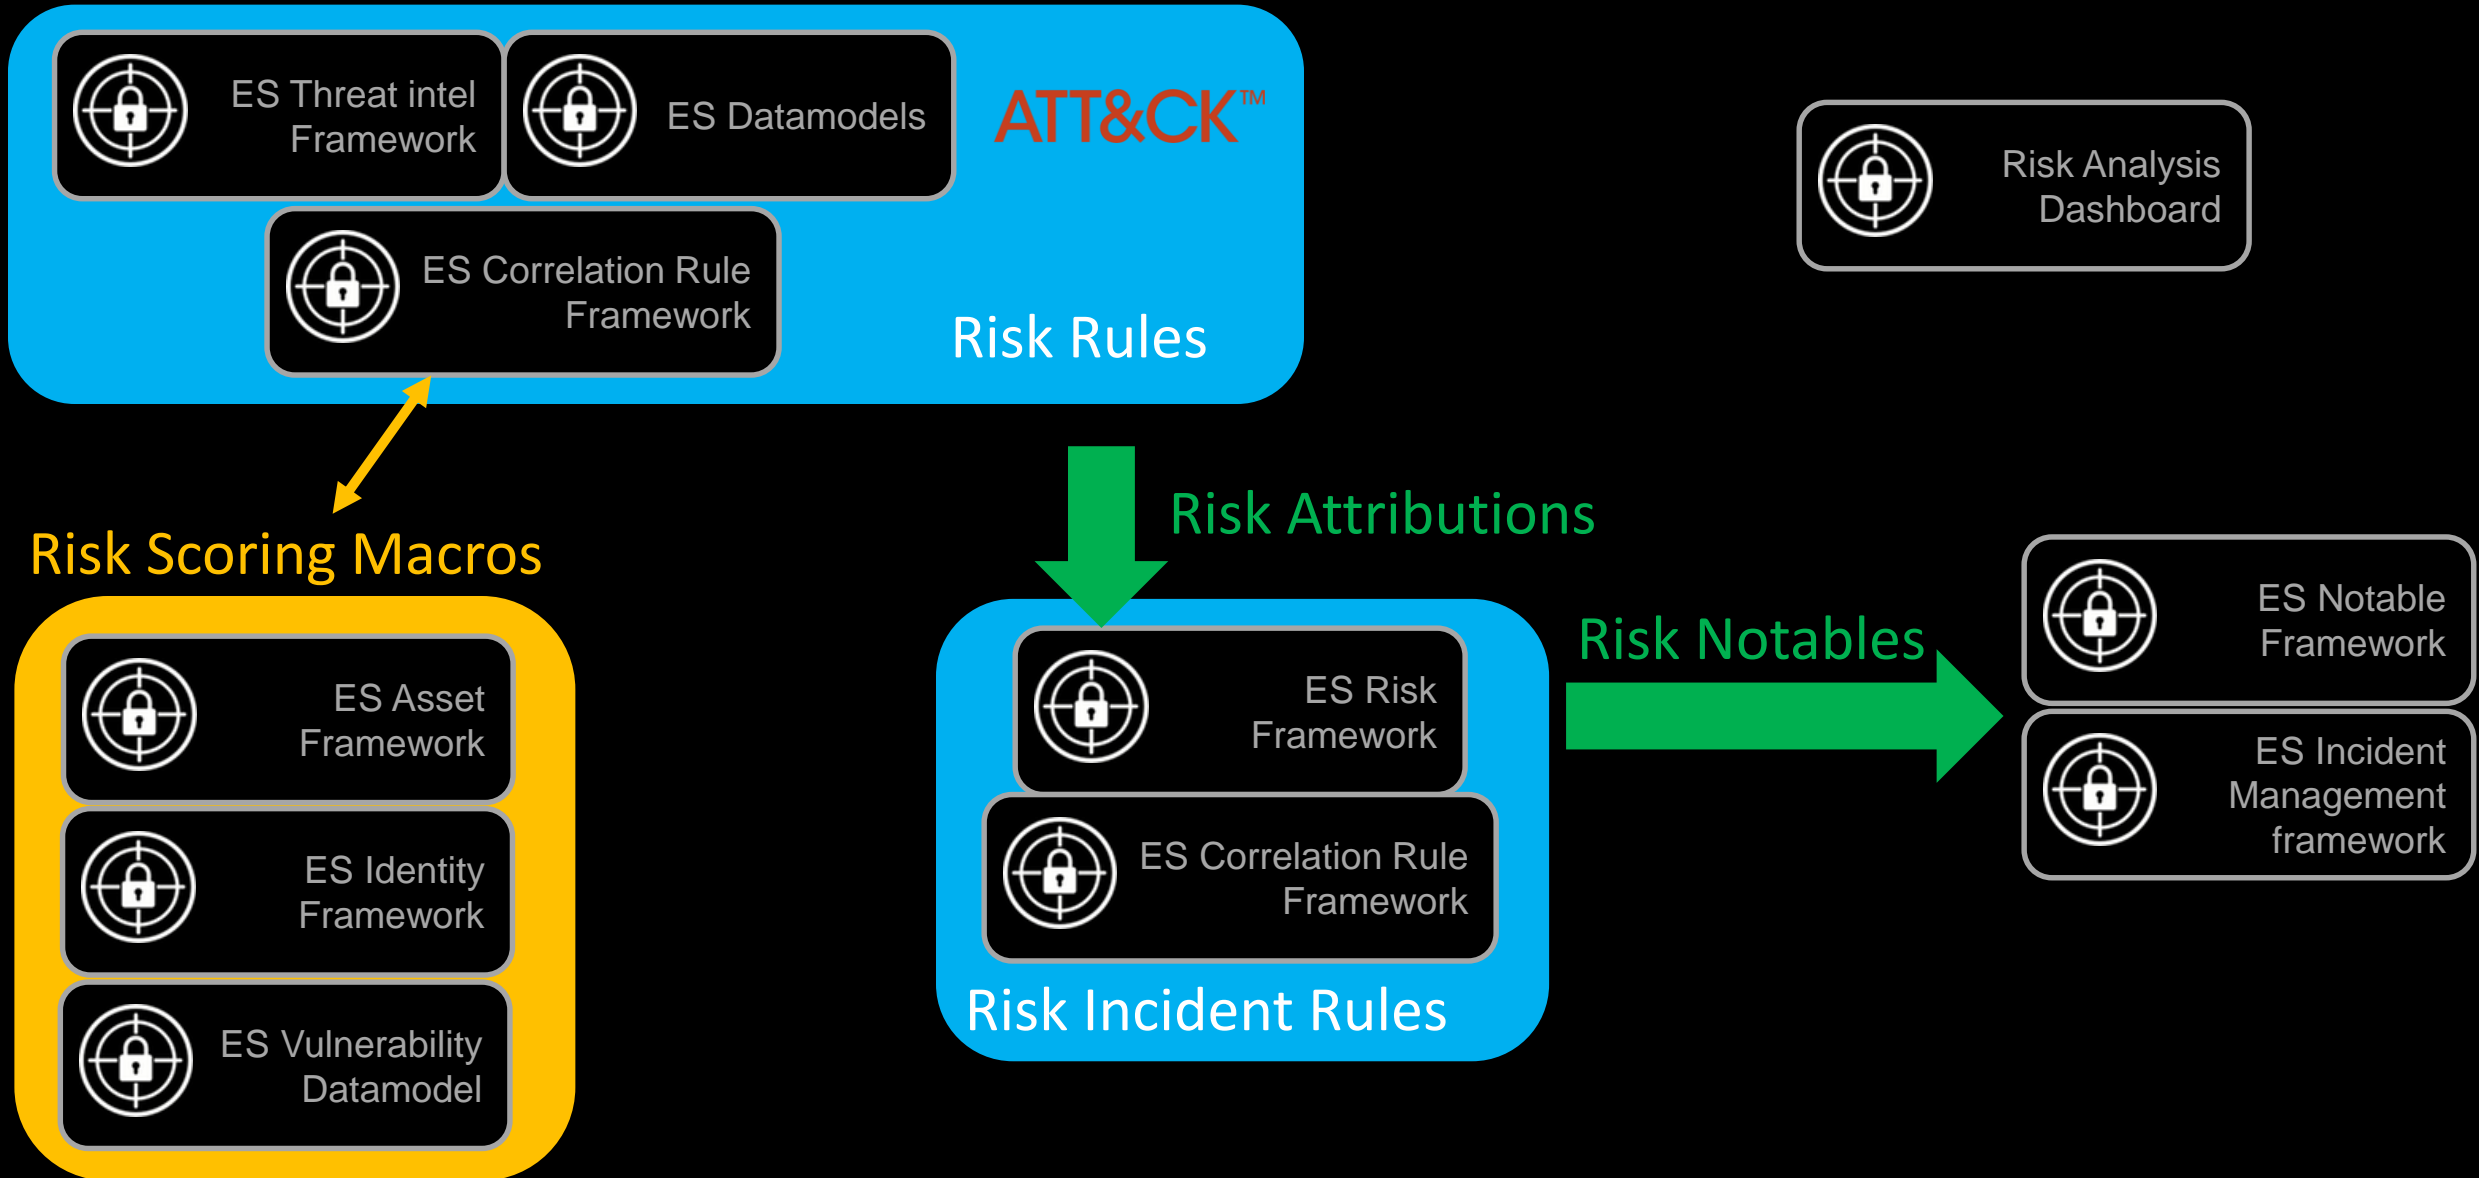 ES Threat intel
Framework
ES Datamodels
ATT&CK™
ES Correlation Rule
Framework
Risk Rules
Risk Analysis
Dashboard
Risk Attributions
Risk Scoring Macros
ES Asset
Framework
ES Identity
Framework
ES Vulnerability
Datamodel
ES Risk
Framework
ES Correlation Rule
Framework
Risk Incident Rules
Risk Notables
ES Notable
Framework
ES Incident
Management
framework